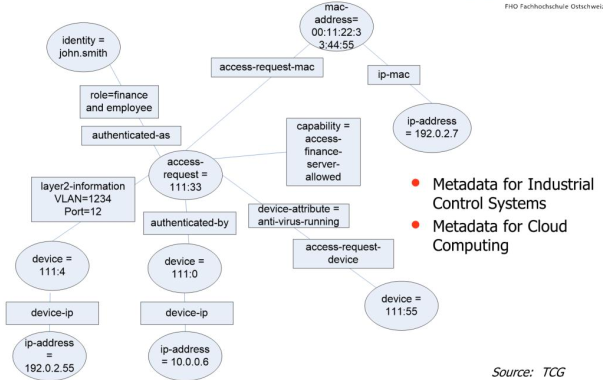 FHO Fachhochschule Ostschweiz
mac-
address=
00:11:22:3
3:44:55
identity =
john.smith
access-request-mac
ip-mac
role=finance
and employee
authenticated-as
capability =
access-
finance-
server-
allowed
ip-address
= 192.0.2.7
access-
request =
111:33
layer2-information
VLAN=1234
Port=12
authenticated-by
device-attribute =
anti-virus-running
access-request-
device
• Metadata for Industrial
Control Systems
• Metadata for Cloud
Computing
device =
111:4
device =
111:0
device =
111:55
device-ip
device-ip
ip-address
=
192.0.2.55
ip-address
= 10.0.0.6
Source: TCG